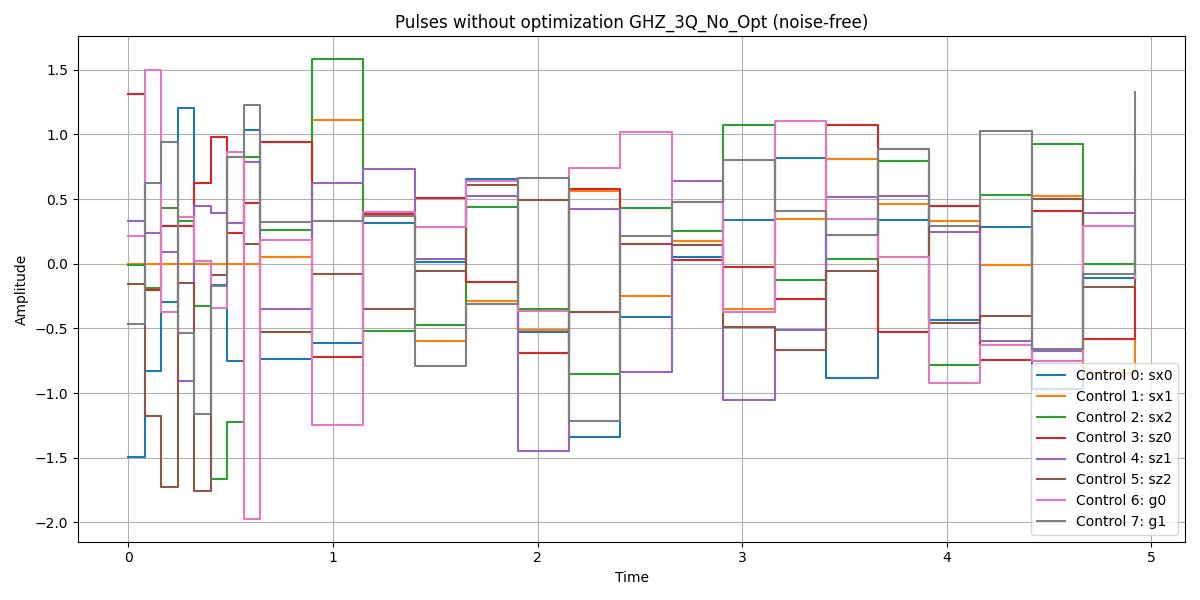 Pulses without optimization GHZ_3Q_No_Opt (noise-free)
Amplitude
1.5
1.0
0.5
0.0
−0.5
−1.0
−1.5
−2.0
0 1 2 3 4 5
Time
Control 0: sx0
Control 1: sx1
Control 2: sx2
Control 3: sz0
Control 4: sz1
Control 5: sz2
Control 6: g0
Control 7: g1